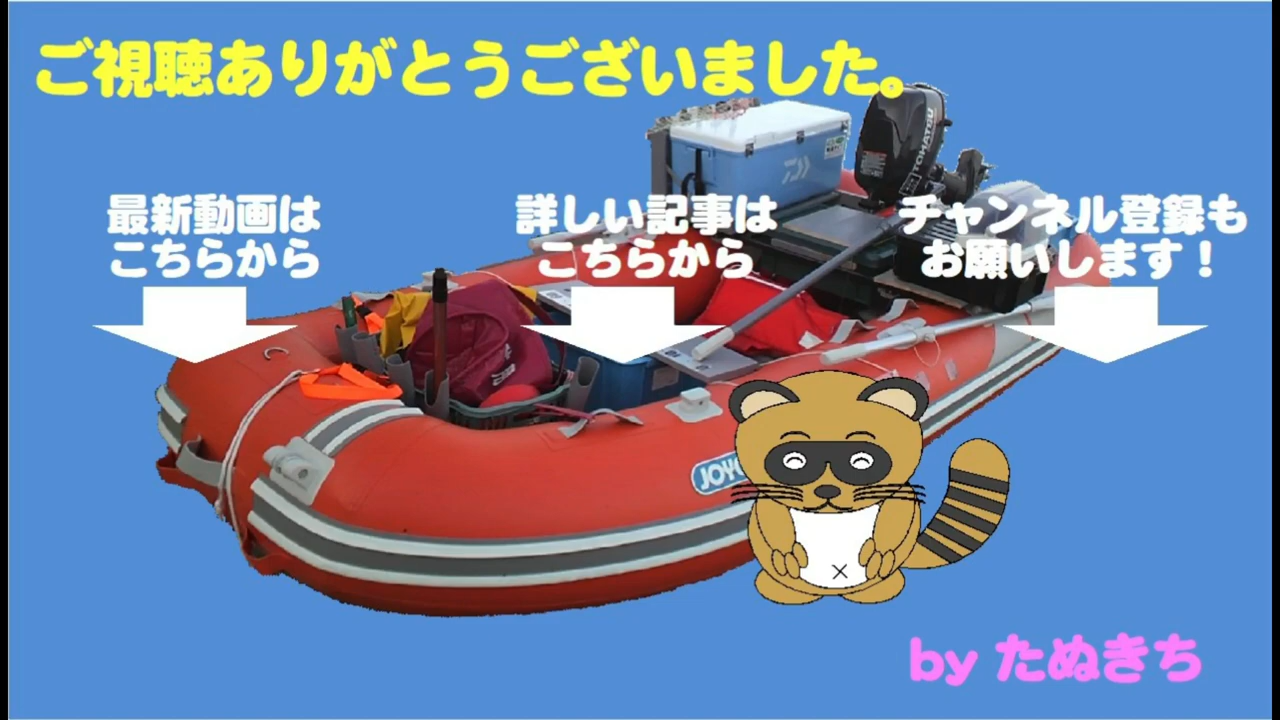 ご視聴ありがとうございました。
最新動画は
こちらから
詳しい記事は
こちらから
チャンネル登録も
お願いします！
TOHATSU
by たぬきち